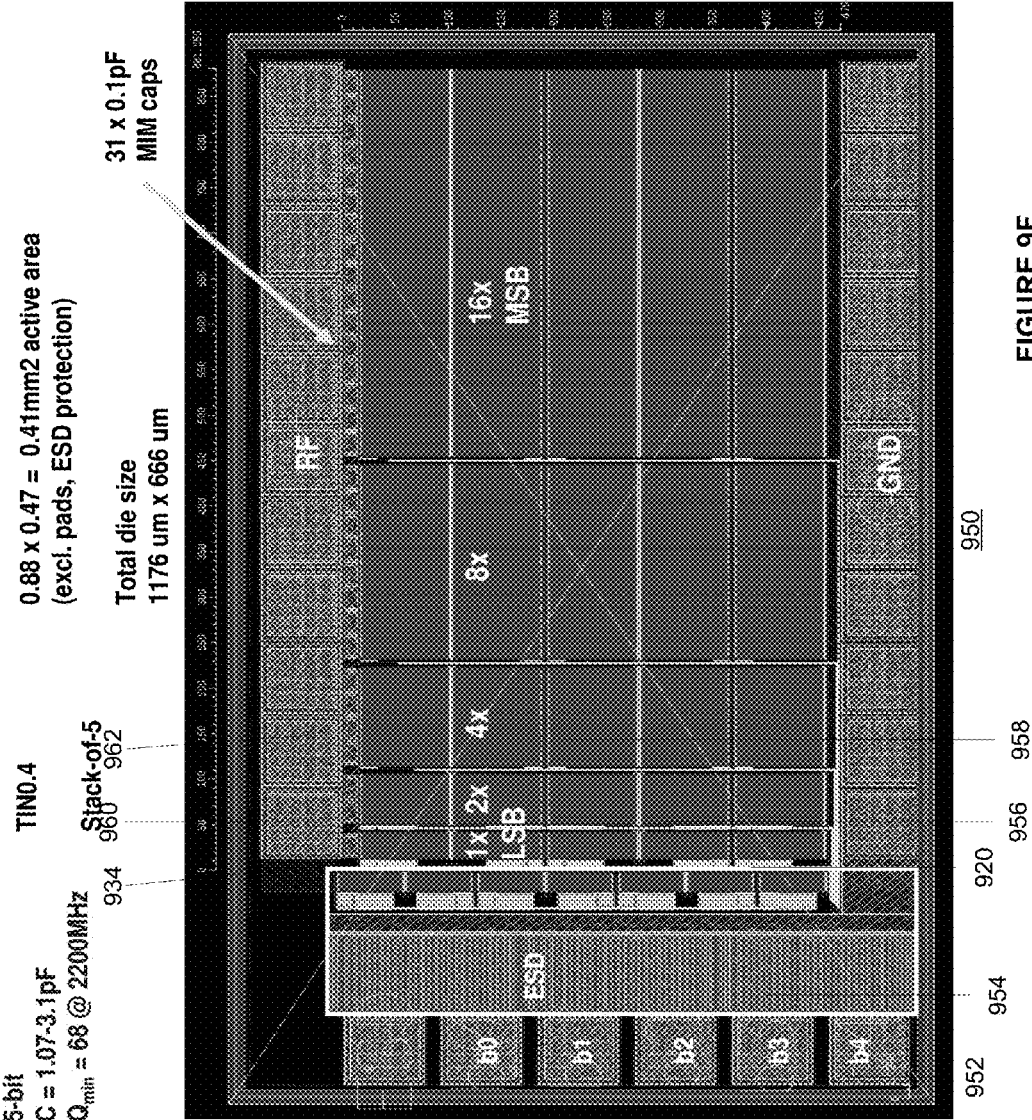 5-bit
C = 1.07-3.1pF
Qmin = 68 @ 2200MHz
TIN0.4
Stack-of-5
0.88 x 0.47 = 0.41mm2 active area
(excl. pads, ESD protection)
Total die size
1176 um x 666 um
31 x 0.1pF
MIM caps
934
960
962
RF
1x
LSB
2x
4x
8x
16x
MSB
ESD
b0
b1
b2
b3
b4
GND
952
954
920
956
958
950
FIGURE 9F